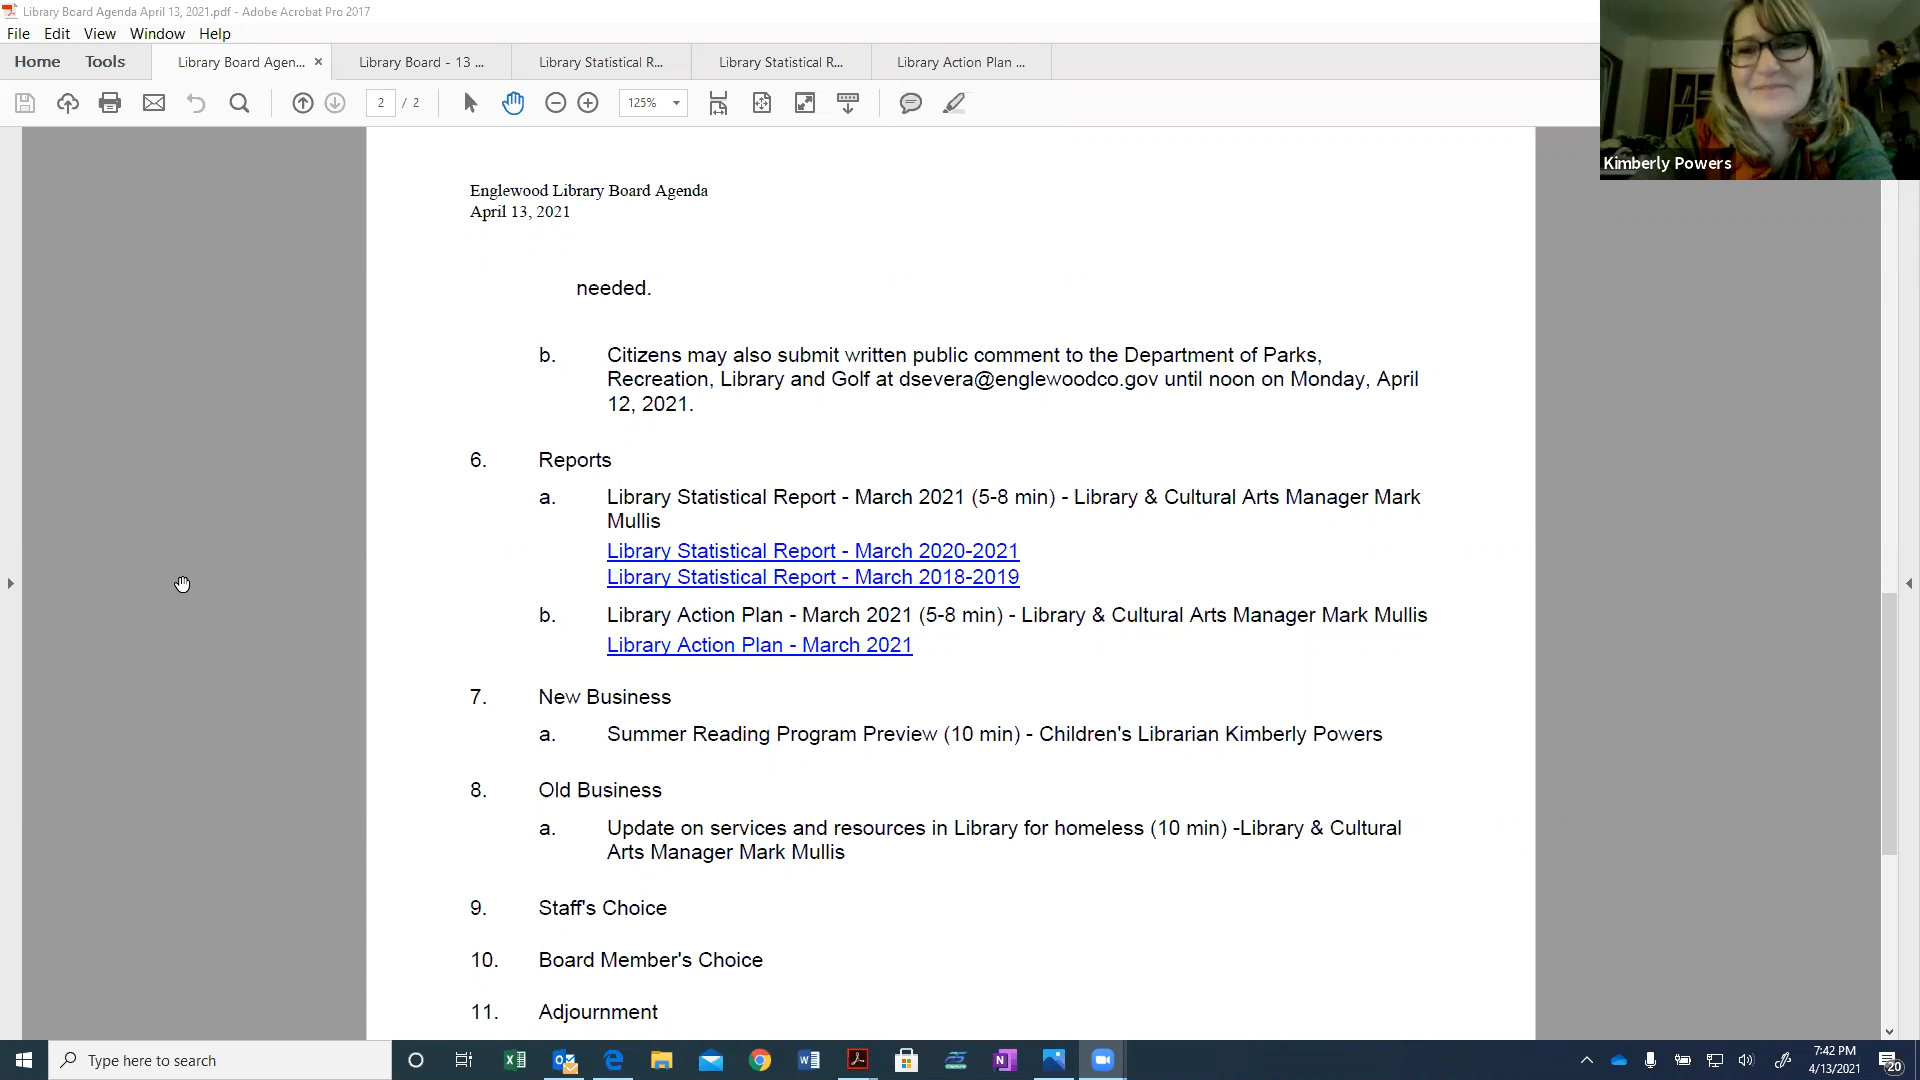 Library Board Agenda April 13, 2021.pdf - Adobe Acrobat Pro 2017
File Edit View Window Help
Home Tools Library Board Agen... × Library Board - 13 ... Library Statistical R... Library Statistical R... Library Action Plan ...
2 / 2 125%
Kimberly Powers
Englewood Library Board Agenda
April 13, 2021
needed.
b. Citizens may also submit written public comment to the Department of Parks,
Recreation, Library and Golf at dsevera@englewoodco.gov until noon on Monday, April
12, 2021.
6. Reports
a. Library Statistical Report - March 2021 (5-8 min) - Library & Cultural Arts Manager Mark
Mullis
Library Statistical Report - March 2020-2021
Library Statistical Report - March 2018-2019
b. Library Action Plan - March 2021 (5-8 min) - Library & Cultural Arts Manager Mark Mullis
Library Action Plan - March 2021
7. New Business
a. Summer Reading Program Preview (10 min) - Children's Librarian Kimberly Powers
8. Old Business
a. Update on services and resources in Library for homeless (10 min) -Library & Cultural
Arts Manager Mark Mullis
9. Staff's Choice
10. Board Member's Choice
11. Adjournment
Type here to search
7:42 PM
4/13/2021
20